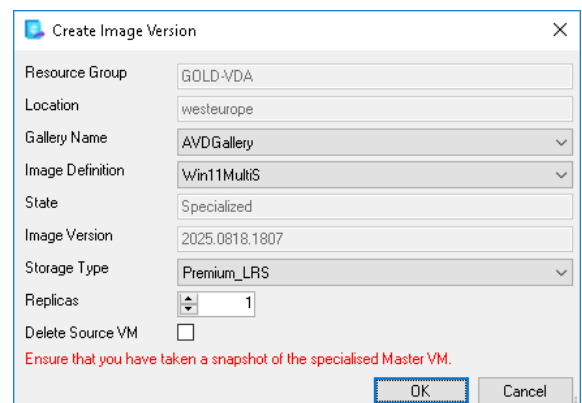 Create Image Version
Resource Group GOLD-VDA
Location westeurope
Gallery Name AVDGallery
Image Definition Win11MultiS
State Specialized
Image Version 2025.0818.1807
Storage Type Premium_LRS
Replicas 1
Delete Source VM
Ensure that you have taken a snapshot of the specialised Master VM.
OK Cancel